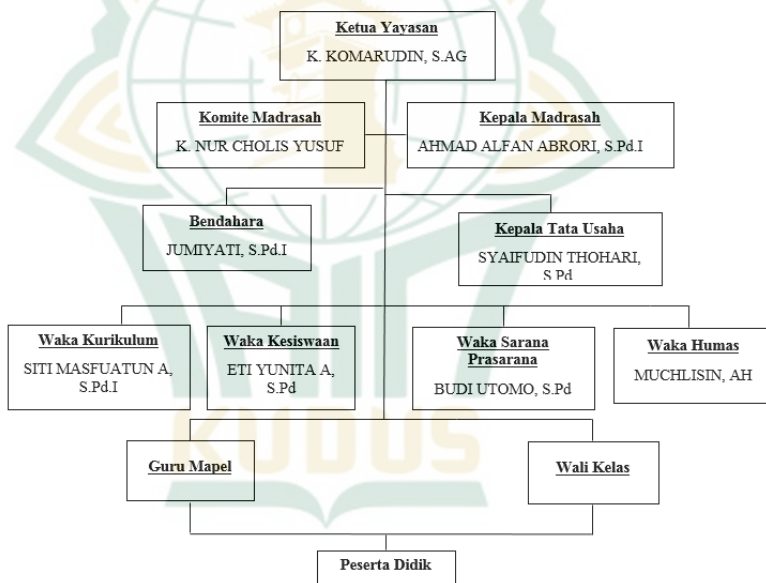 Ketua Yayasan
K. KOMARUDIN, S.AG
Komite Madrasah
K. NUR CHOLIS YUSUF
Kepala Madrasah
AHMAD ALFAN ABRORI, S.Pd.I
Bendahara
JUMIYATI, S.Pd.I
Kepala Tata Usaha
SYAIFUDIN THOHARI,
S.Pd
Waka Kurikulum
SITI MASFUATUN A,
S.Pd.I
Waka Kesiswaan
ETI YUNITA A,
S.Pd
Waka Sarana
Prasarana
BUDI UTOMO, S.Pd
Waka Humas
MUCHLISIN, AH
KUDUS
Guru Mapel
Wali Kelas
Peserta Didik